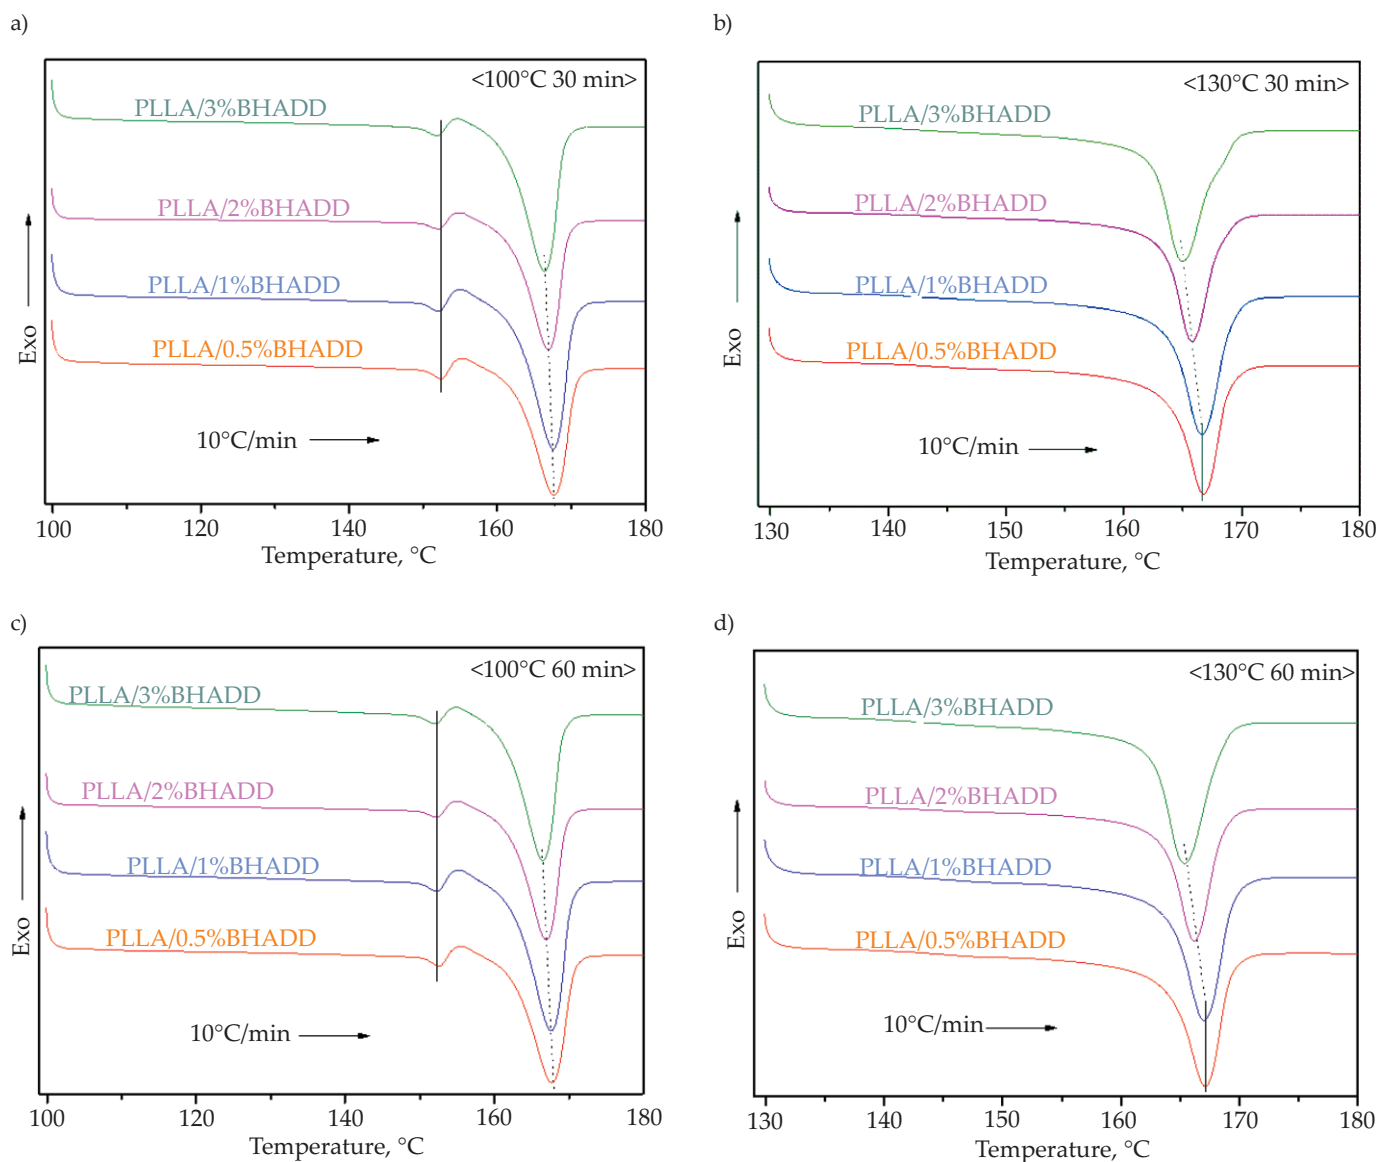 a)
<100°C 30 min>
PLLA/3%BHADD
PLLA/2%BHADD
PLLA/1%BHADD
PLLA/0.5%BHADD
10°C/min
Exo
100 120 140 160 180
Temperature, °C
b)
<130°C 30 min>
PLLA/3%BHADD
PLLA/2%BHADD
PLLA/1%BHADD
PLLA/0.5%BHADD
10°C/min
Exo
130 140 150 160 170 180
Temperature, °C
c)
<100°C 60 min>
PLLA/3%BHADD
PLLA/2%BHADD
PLLA/1%BHADD
PLLA/0.5%BHADD
10°C/min
Exo
100 120 140 160 180
Temperature, °C
d)
<130°C 60 min>
PLLA/3%BHADD
PLLA/2%BHADD
PLLA/1%BHADD
PLLA/0.5%BHADD
10°C/min
Exo
130 140 150 160 170 180
Temperature, °C